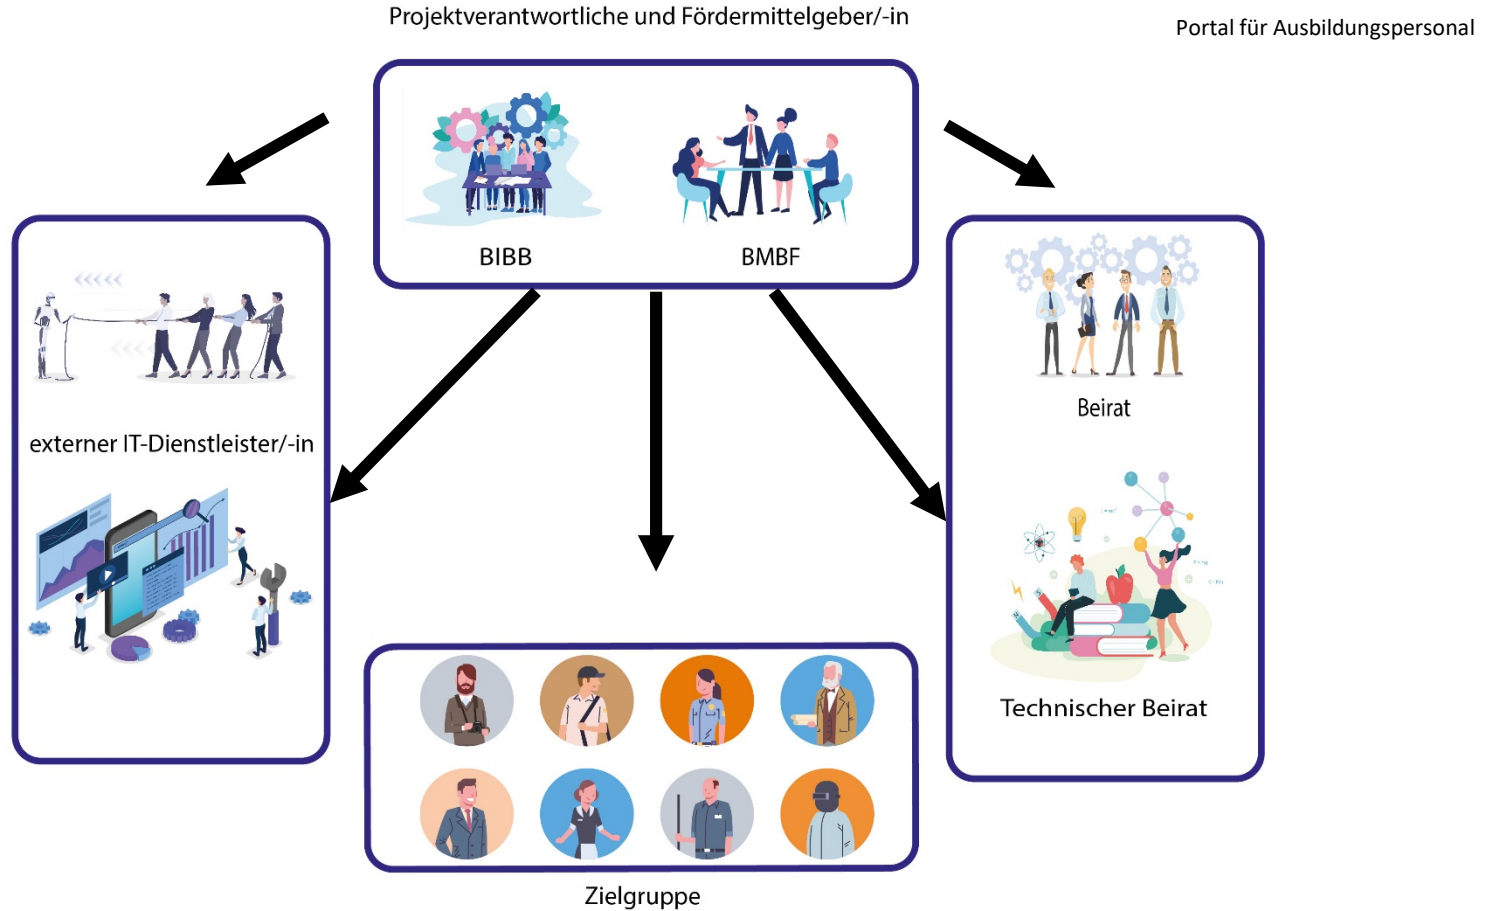 Projektverantwortliche und Fördermittelgeber/-in
Portal für Ausbildungspersonal
BIBB
BMBF
externer IT-Dienstleister/-in
Beirat
Technischer Beirat
Zielgruppe